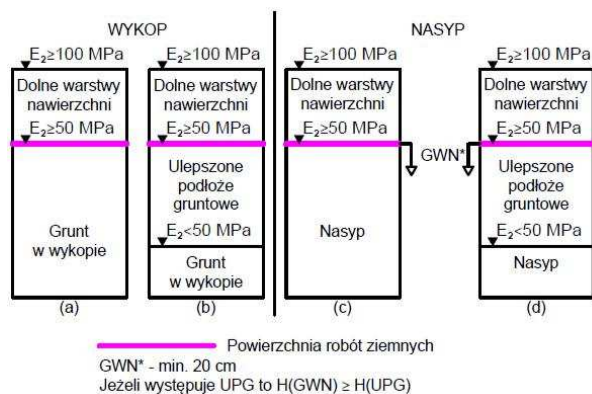 WYKOP NASYP
E₂≥100 MPa E₂≥100 MPa E₂≥100 MPa E₂≥100 MPa
Dolne warstwy Dolne warstwy Dolne warstwy Dolne warstwy
nawierzchni nawierzchni nawierzchni nawierzchni
E₂≥50 MPa E₂≥50 MPa E₂≥50 MPa E₂≥50 MPa
GWN*
Ulepszone Ulepszone
podłoże podłoże
gruntowe gruntowe
Grunt Nasyp
w wykopie
E₂<50 MPa E₂<50 MPa
Grunt Nasyp
w wykopie
(a) (b) (c) (d)
Powierzchnia robót ziemnych
GWN* - min. 20 cm
Jeżeli występuje UPG to H(GWN) ≥ H(UPG)